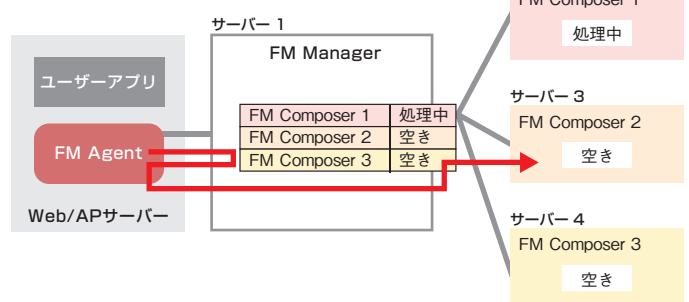 サーバー 1
FM Manager
ユーザーアプリ
FM Agent
Web/APサーバー
FM Composer 1 処理中
FM Composer 2 空き
FM Composer 3 空き
FM Composer 1
処理中
サーバー 3
FM Composer 2
空き
サーバー 4
FM Composer 3
空き